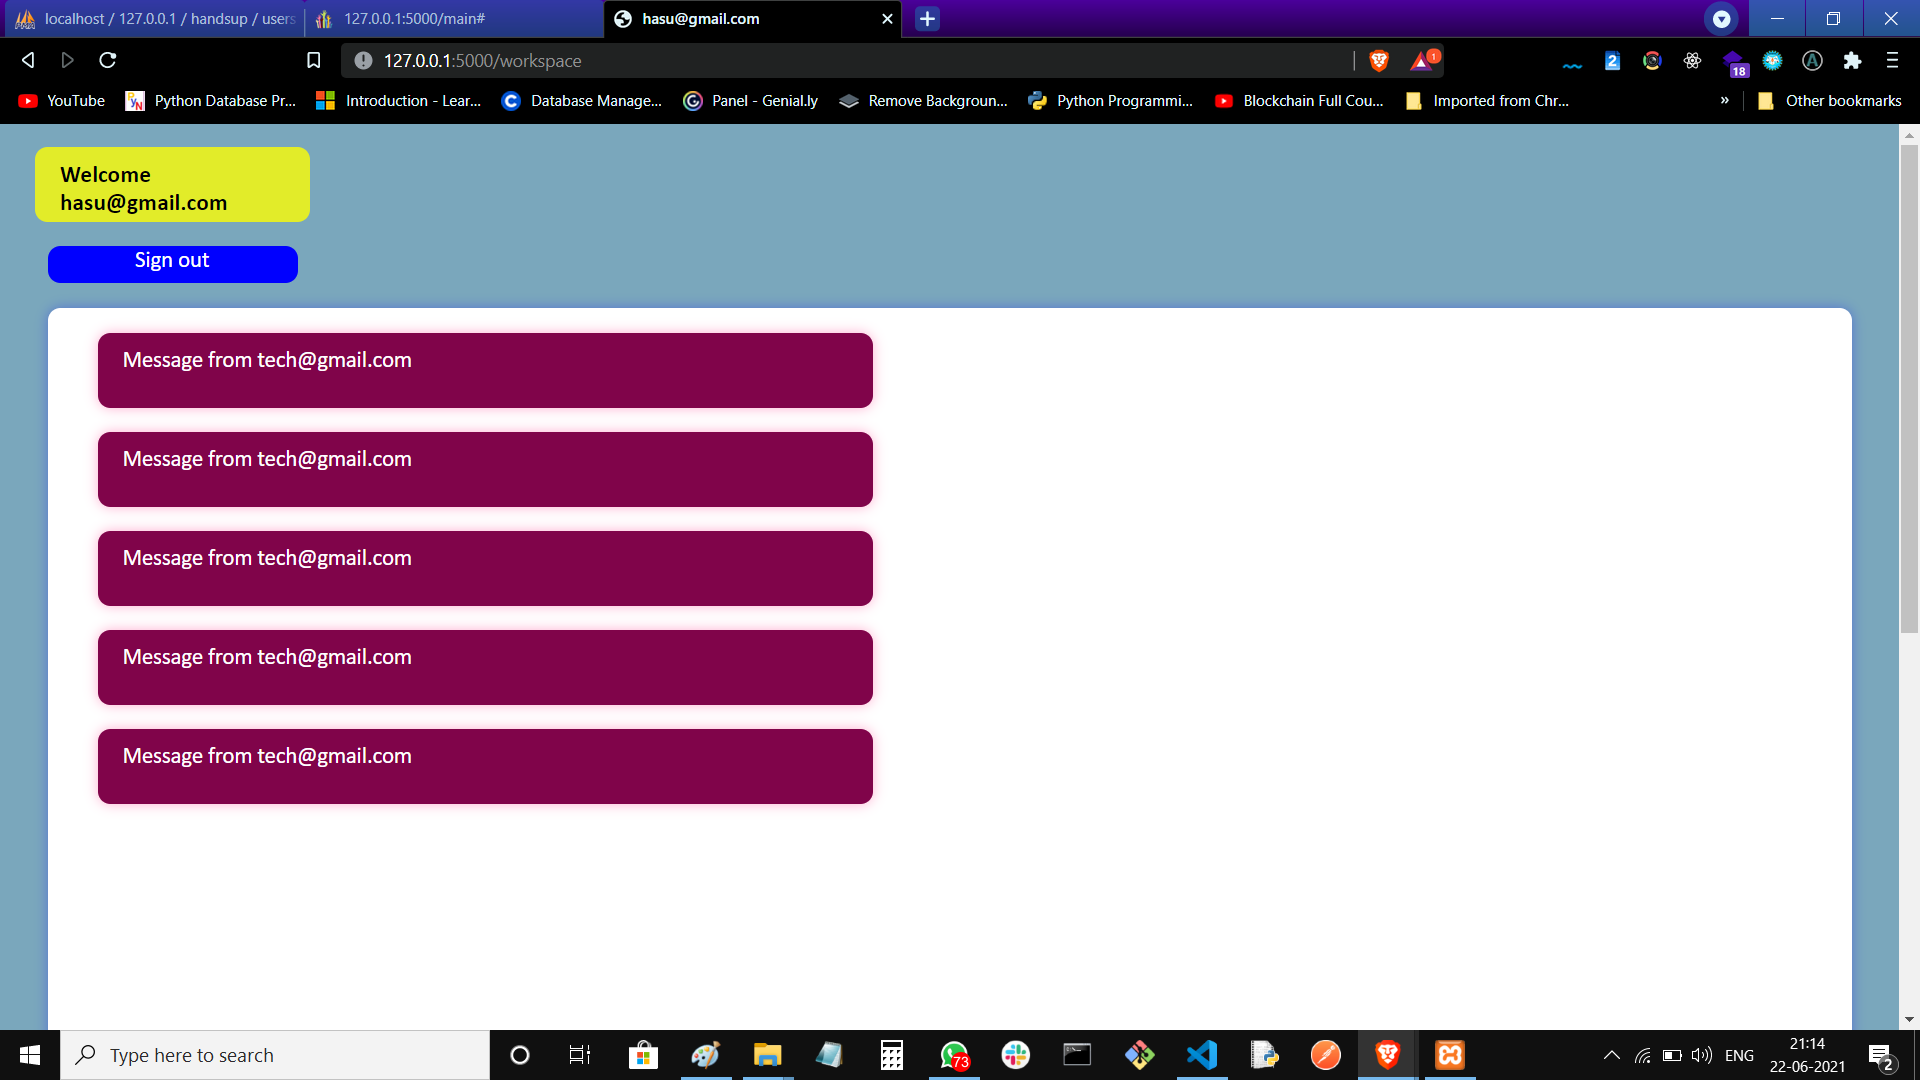 localhost / 127.0.0.1 / handsup / users
127.0.0.1:5000/main#
hasu@gmail.com
127.0.0.1:5000/workspace
1
2
18
A
YouTube
Python Database Pr...
Introduction - Lear...
Database Manage...
Panel - Genial.ly
Remove Backgroun...
Python Programmi...
Blockchain Full Cou...
Imported from Chr...
»
Other bookmarks
Welcome
hasu@gmail.com
Sign out
Message from tech@gmail.com
Message from tech@gmail.com
Message from tech@gmail.com
Message from tech@gmail.com
Message from tech@gmail.com
Type here to search
73
ENG
21:14
22-06-2021
2